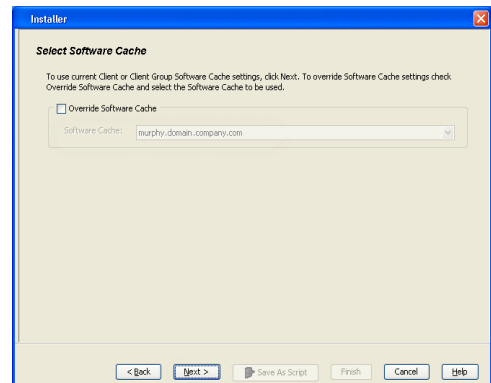 Installer
Select Software Cache
To use current Client or Client Group Software Cache settings, click Next. To override Software Cache settings check
Override Software Cache and select the Software Cache to be used.
Override Software Cache
Software Cache: murphy.domain.company.com
< Back Next > Save As Script Finish Cancel Help